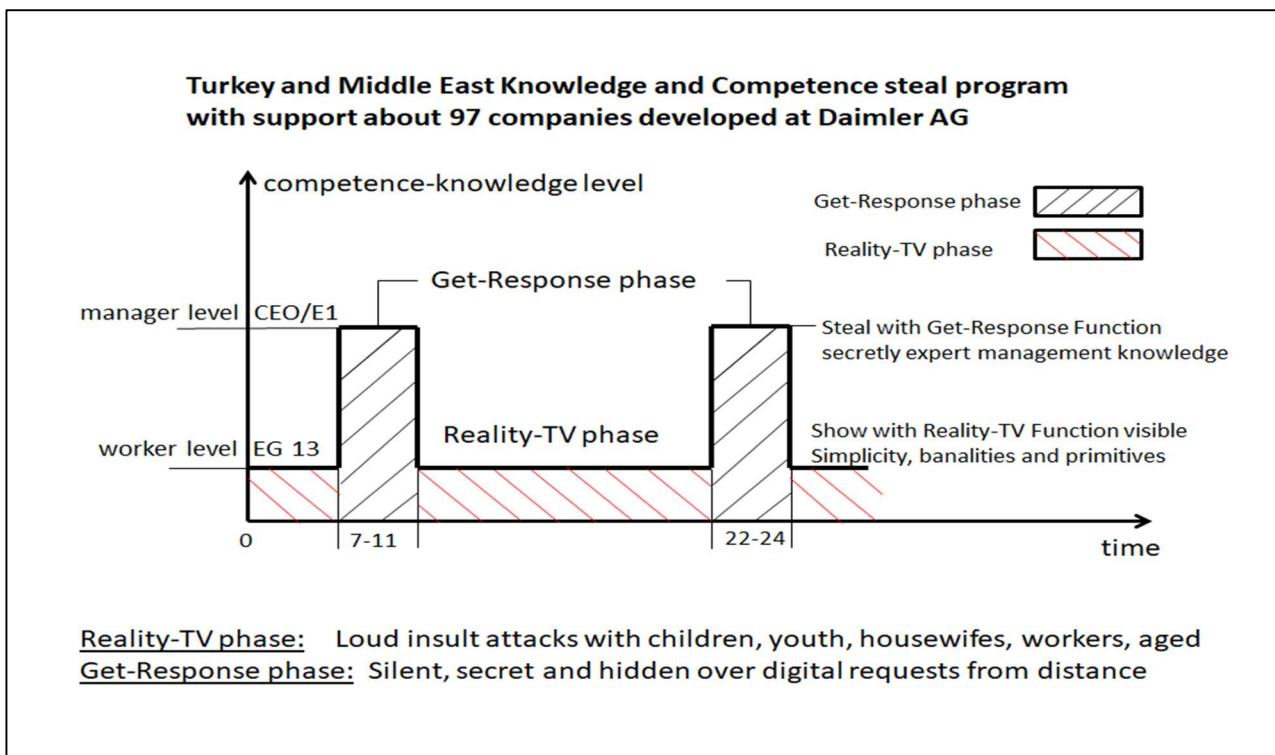 Turkey and Middle East Knowledge and Competence steal program
with support about 97 companies developed at Daimler AG
competence-knowledge level
Get-Response phase
Reality-TV phase
Get-Response phase
manager level CEO/E1
Steal with Get-Response Function
secretly expert management knowledge
Reality-TV phase
worker level EG 13
Show with Reality-TV Function visible
Simplicity, banalities and primitives
0
7-11
22-24
time
Reality-TV phase: Loud insult attacks with children, youth, housewifes, workers, aged
Get-Response phase: Silent, secret and hidden over digital requests from distance